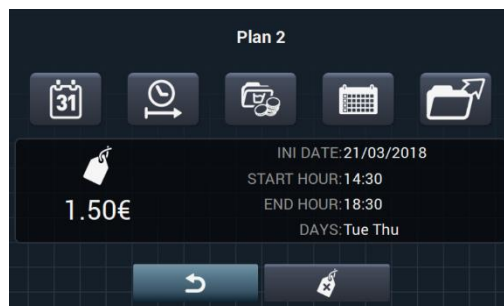 Plan 2
31
INI DATE:21/03/2018
START HOUR:14:30
1.50€
END HOUR:18:30
DAYS:Tue Thu